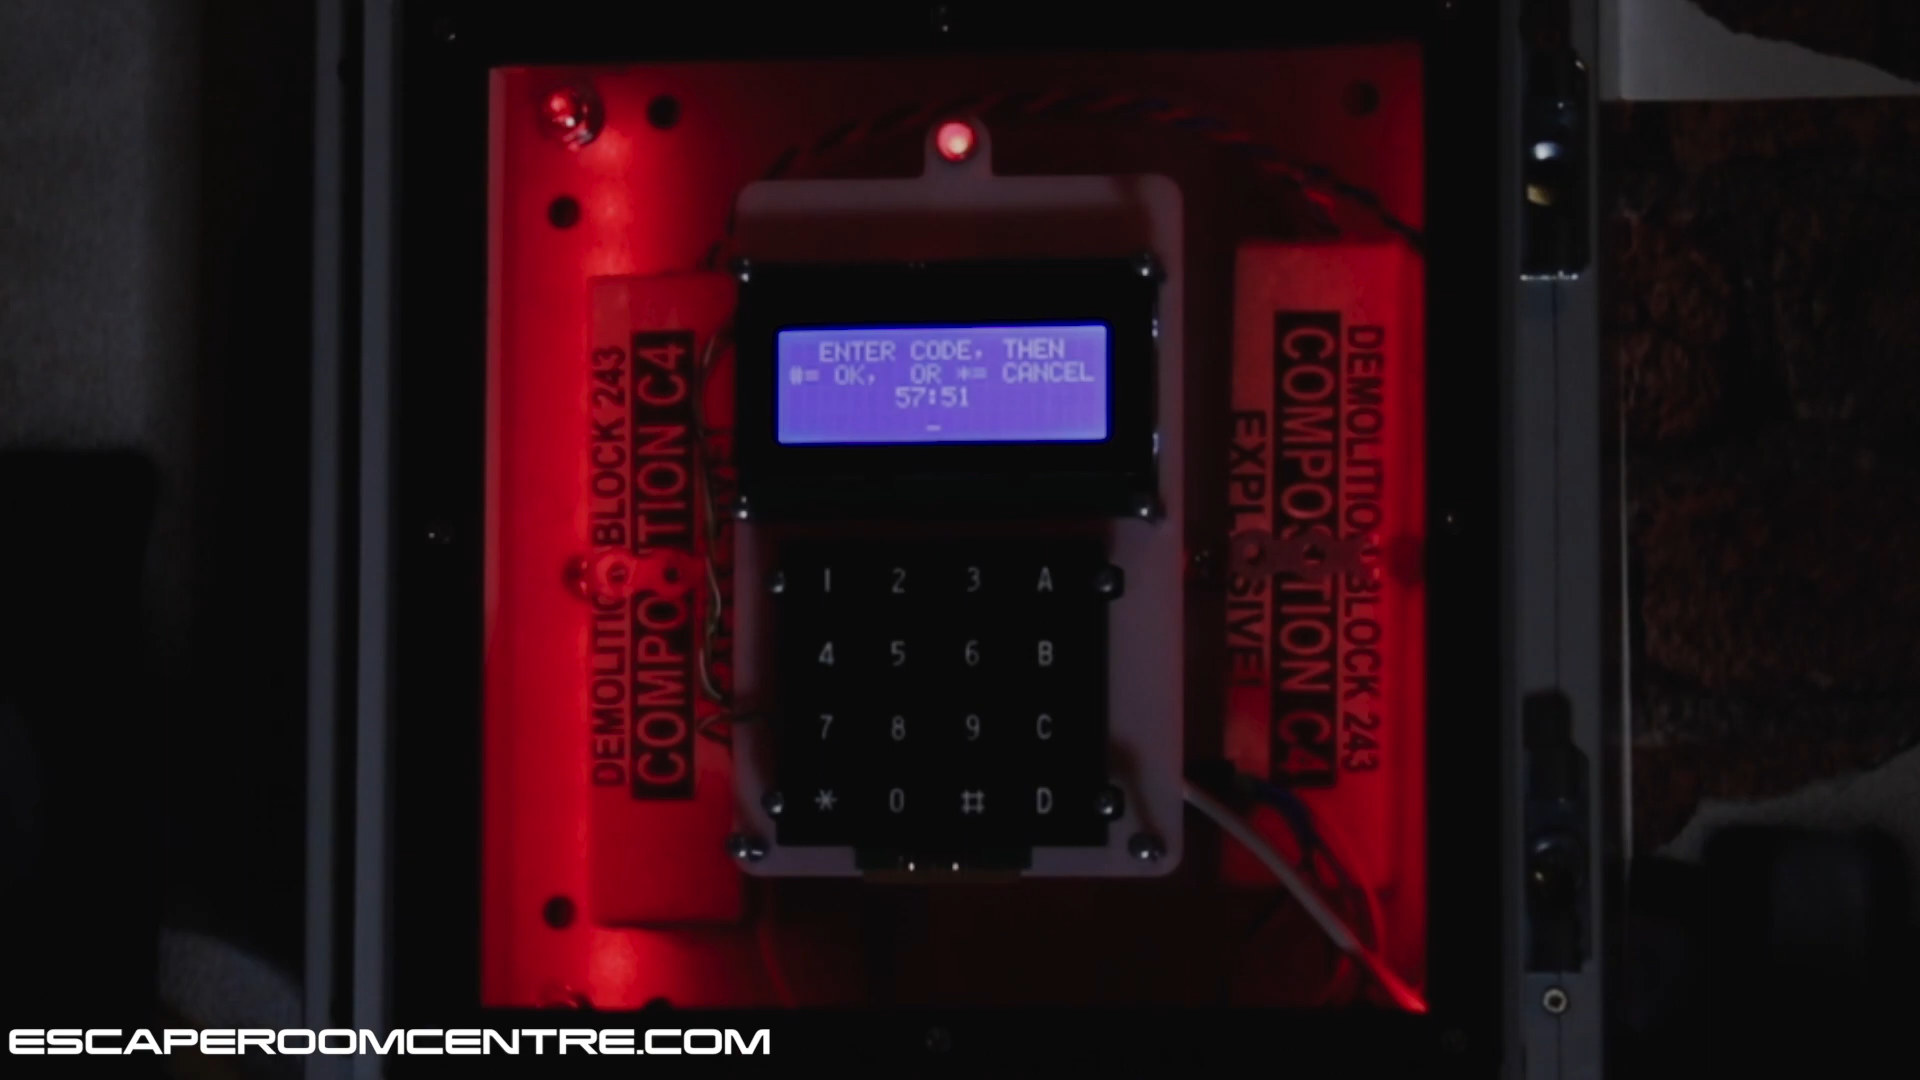 ENTER CODE, THEN
#= OK, OR *= CANCEL
57:51
_
DEMOLITION BLOCK 243
COMPOSITION C4
DEMOLITION BLOCK 243
COMPOSITION C4
EXPLOSIVE
1 2 3 A
4 5 6 B
7 8 9 C
* 0 # D
ESCAPEROOMCENTRE.COM